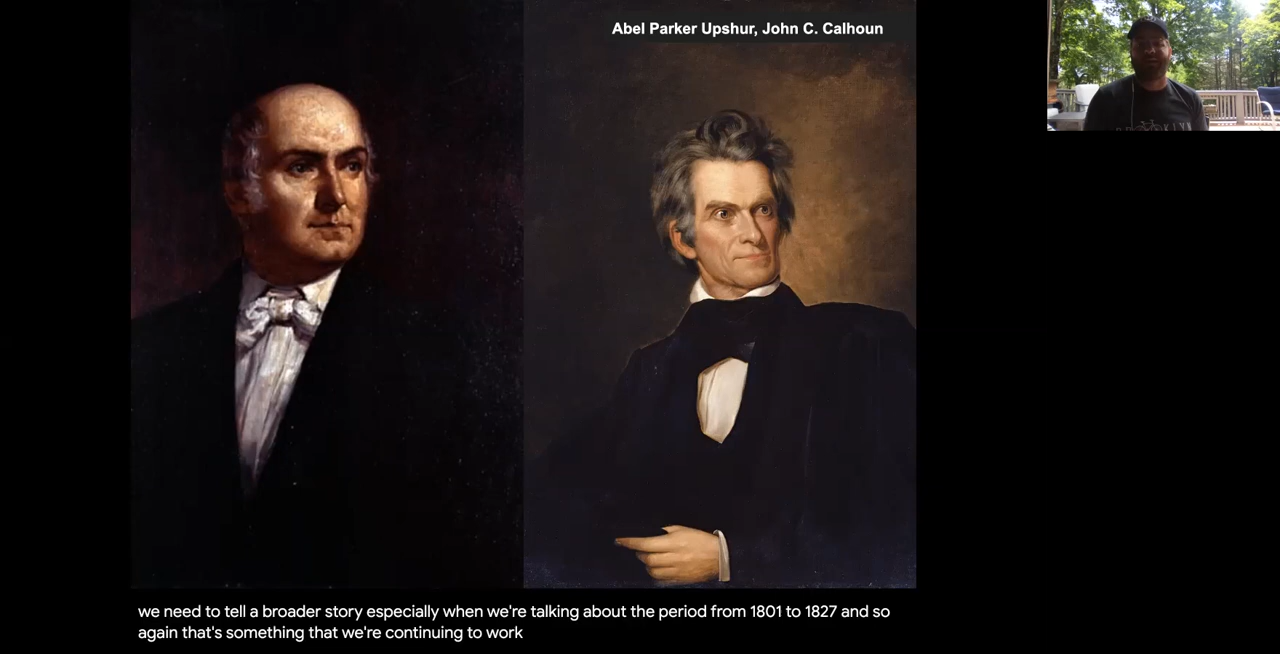 Abel Parker Upshur, John C. Calhoun
we need to tell a broader story especially when we're talking about the period from 1801 to 1827 and so
again that's something that we're continuing to work